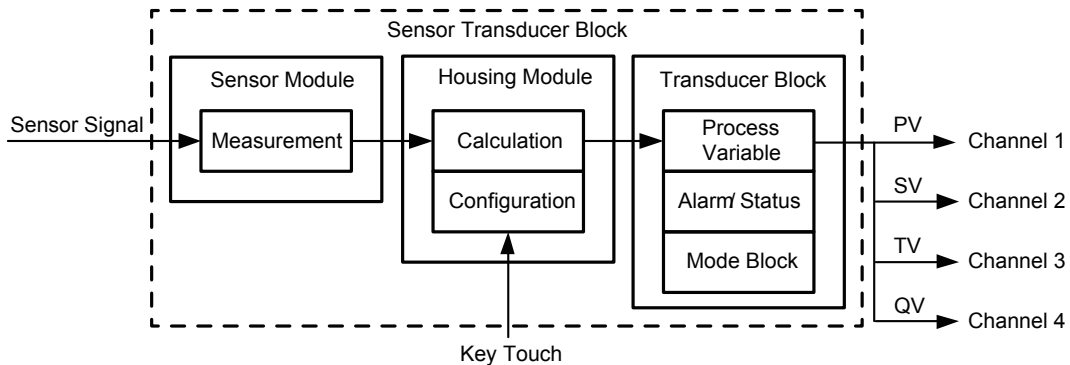 Sensor Transducer Block
Sensor Module
Housing Module
Transducer Block
Sensor Signal
Measurement
Calculation
Configuration
Process
Variable
Alarm/ Status
Mode Block
PV
Channel 1
SV
Channel 2
TV
Channel 3
QV
Channel 4
Key Touch